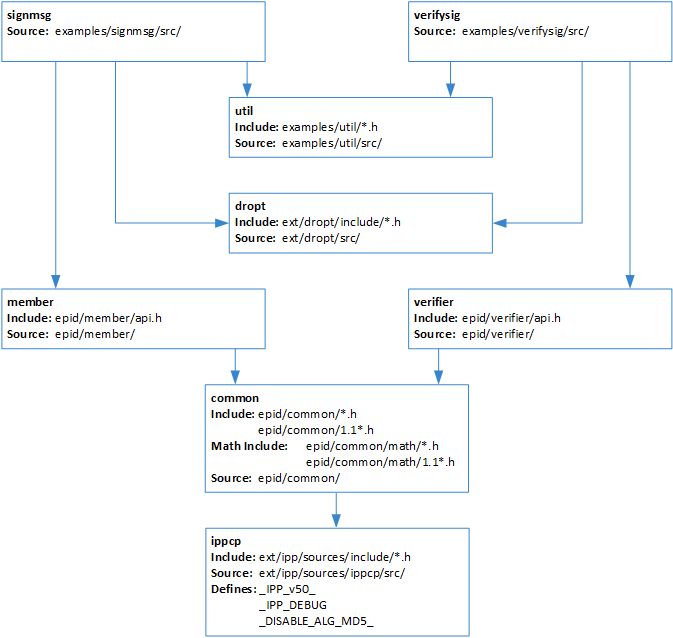 signmsg
Source: examples/signmsg/src/
verifysig
Source: examples/verifysig/src/
util
Include: examples/util/*.h
Source: examples/util/src/
dropt
Include: ext/dropt/include/*.h
Source: ext/dropt/src/
member
Include: epid/member/api.h
Source: epid/member/
verifier
Include: epid/verifier/api.h
Source: epid/verifier/
common
Include: epid/common/*.h
epid/common/1.1*.h
Math Include: epid/common/math/*.h
epid/common/math/1.1*.h
Source: epid/common/
ippcp
Include: ext/ipp/sources/include/*.h
Source: ext/ipp/sources/ippcp/src/
Defines: _IPP_v50_
_IPP_DEBUG
_DISABLE_ALG_MD5_